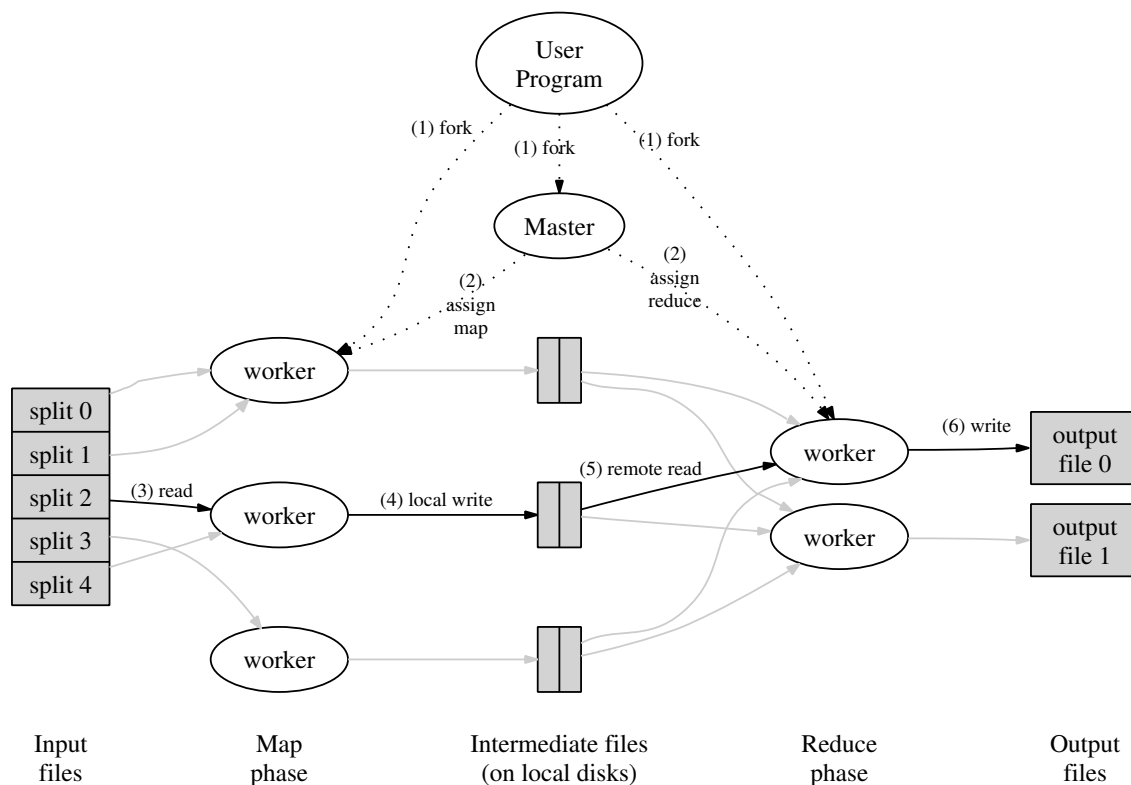 User
Program
(1) fork
(1) fork
(1) fork
Master
(2)
assign
map
(2)
assign
reduce
worker
split 0
split 1
split 2
split 3
split 4
(3) read
worker
(4) local write
worker
(5) remote read
worker
(6) write
output
file 0
worker
output
file 1
Input
files
Map
phase
Intermediate files
(on local disks)
Reduce
phase
Output
files